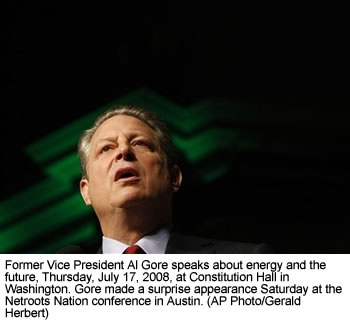 Former Vice President Al Gore speaks about energy and the
future, Thursday, July 17, 2008, at Constitution Hall in
Washington. Gore made a surprise appearance Saturday at the
Netroots Nation conference in Austin. (AP Photo/Gerald
Herbert)